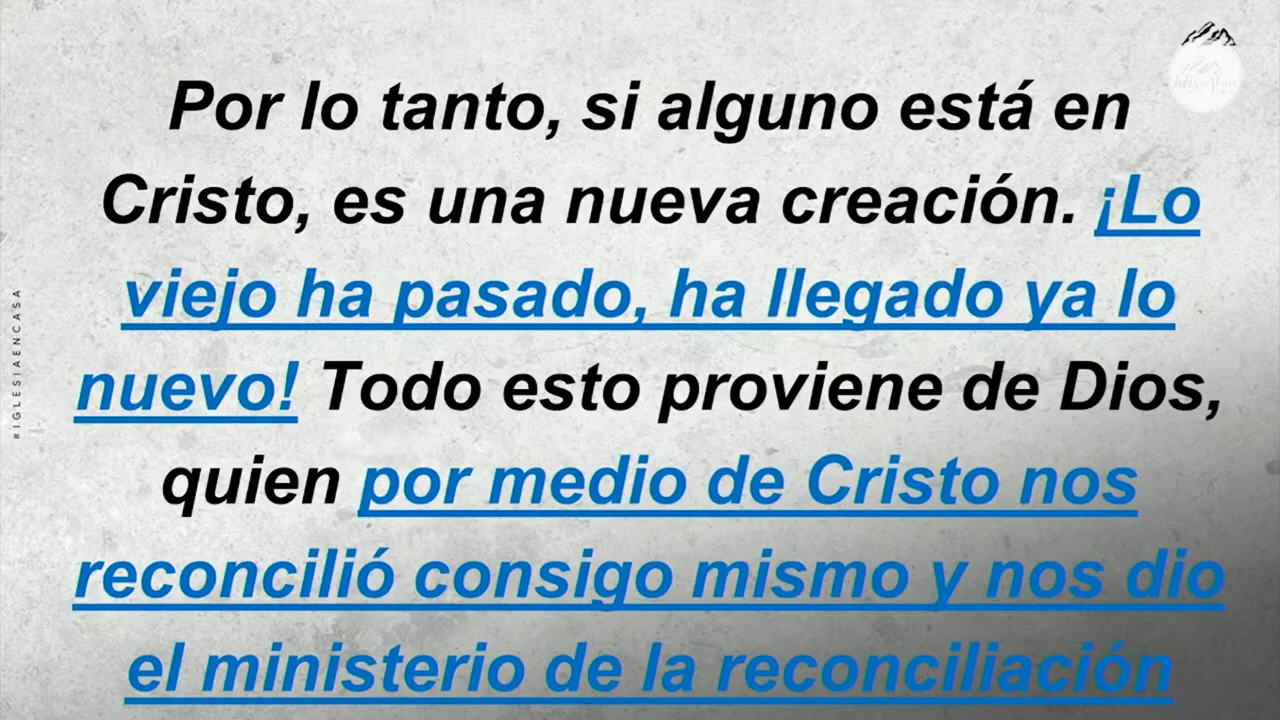 Por lo tanto, si alguno está en
Cristo, es una nueva creación. ¡Lo
viejo ha pasado, ha llegado ya lo
nuevo! Todo esto proviene de Dios,
quien por medio de Cristo nos
reconcilió consigo mismo y nos dio
el ministerio de la reconciliación
#IGLESIAENCASA